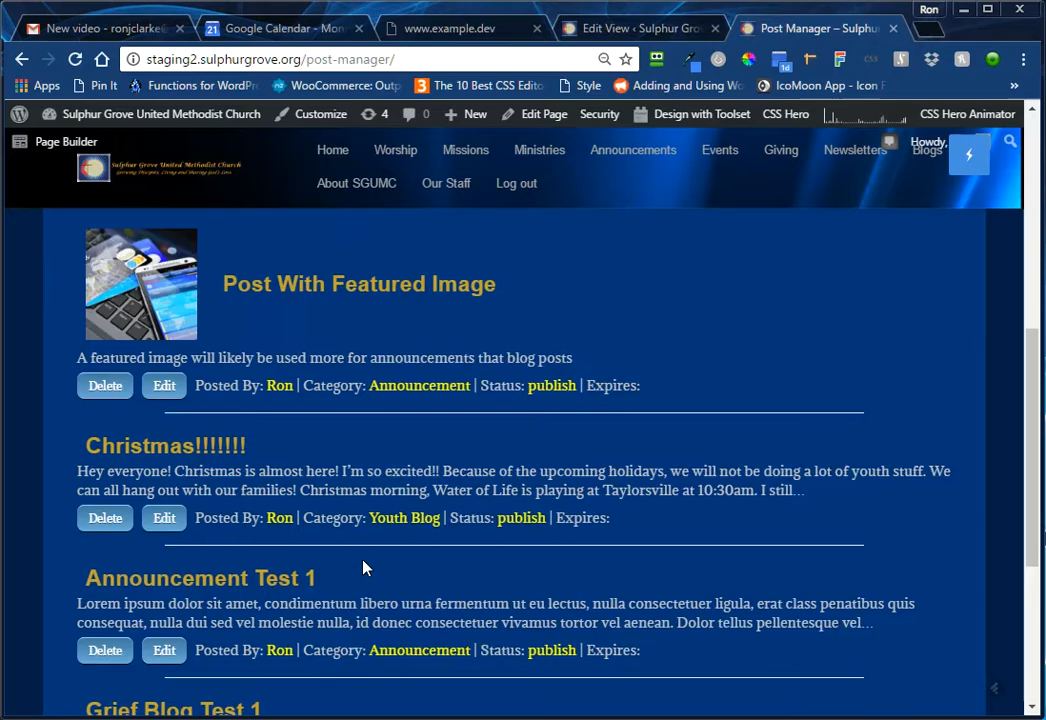 Ron
New video - ronjclarke@
Google Calendar - Mon
www.example.dev
Edit View ‹ Sulphur Gro
Post Manager – Sulphu
staging2.sulphurgrove.org/post-manager/
Apps
Pin It
Functions for WordPr
WooCommerce: Outp
The 10 Best CSS Edito
Style
Adding and Using Wo
IcoMoon App - Icon F
»
1d
CSS
Sulphur Grove United Methodist Church
Customize
4
0
New
Edit Page
Security
Design with Toolset
CSS Hero
CSS Hero Animator
Page Builder
Howdy,
Sulphur Grove United Methodist Church
Home
Worship
Missions
Ministries
Announcements
Events
Giving
Newsletters
Blogs
About SGUMC
Our Staff
Log out
Post With Featured Image
A featured image will likely be used more for announcements that blog posts
Delete Edit Posted By: Ron | Category: Announcement | Status: publish | Expires:
Christmas!!!!!!!
Hey everyone! Christmas is almost here! I'm so excited!! Because of the upcoming holidays, we will not be doing a lot of youth stuff. We
can all hang out with our families! Christmas morning, Water of Life is playing at Taylorsville at 10:30am. I still...
Delete Edit Posted By: Ron | Category: Youth Blog | Status: publish | Expires:
Announcement Test 1
Lorem ipsum dolor sit amet, condimentum libero urna fermentum ut eu lectus, nulla consectetuer ligula, erat class penatibus quis
consequat, nulla dui sed vel molestie nulla, id donec consectetuer vivamus tortor vel aenean. Dolor tellus pellentesque vel...
Delete Edit Posted By: Ron | Category: Announcement | Status: publish | Expires:
Grief Blog Test 1